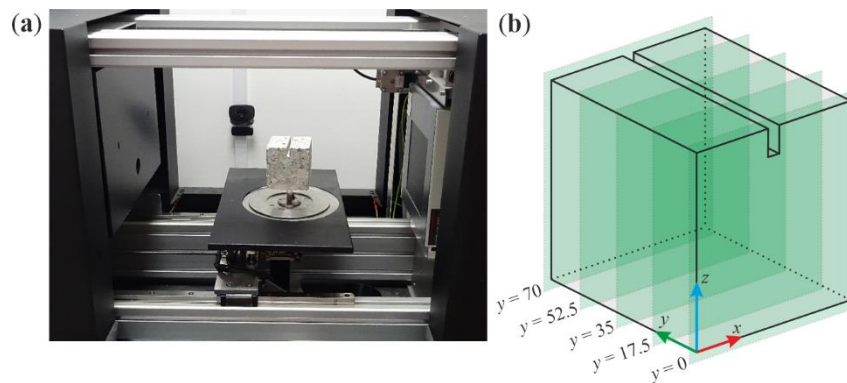 (a)
(b)
y = 70
y = 52.5
y = 35
y = 17.5
y = 0
z
y
x